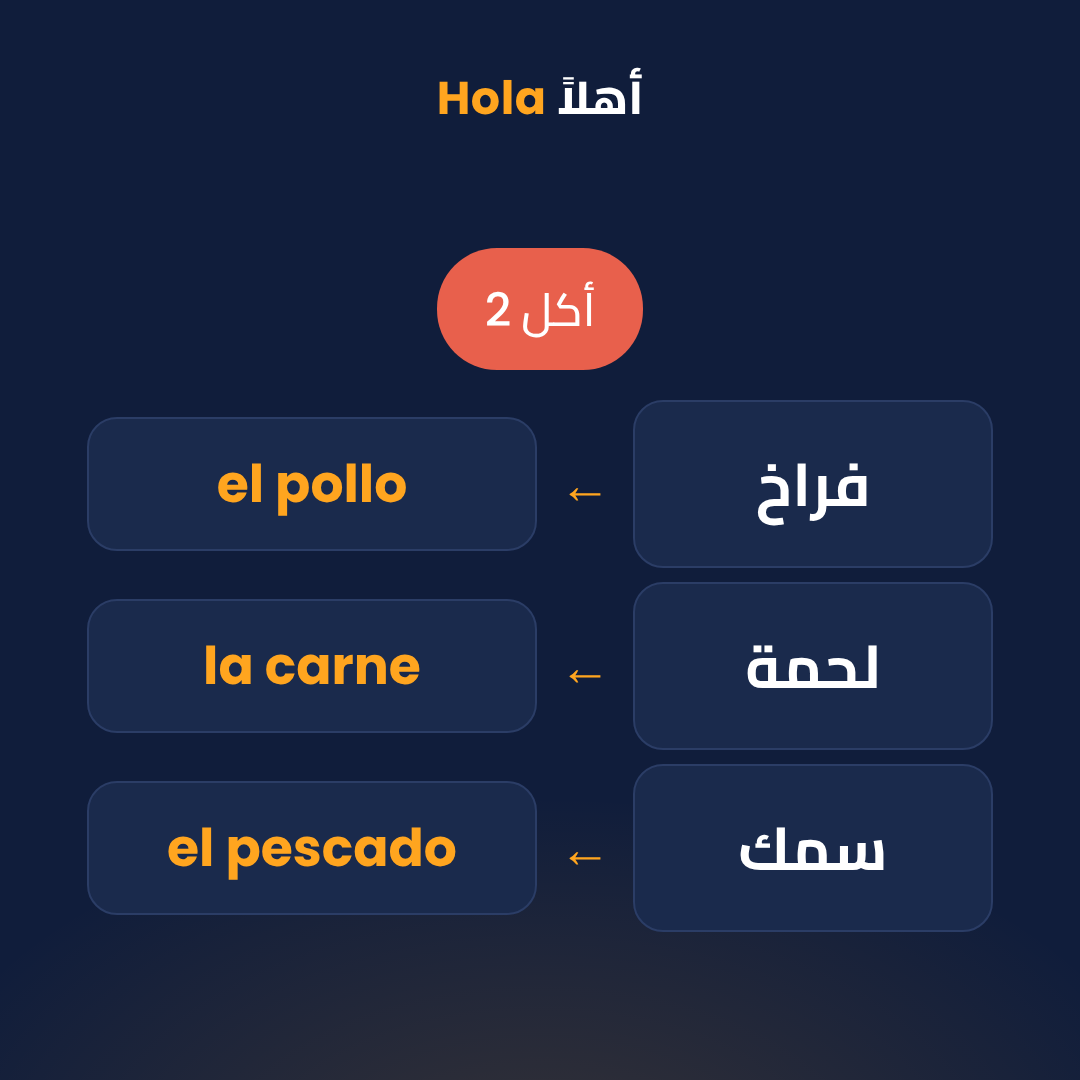 أهلاً Hola
أكل 2
فراخ ← el pollo
لحمة ← la carne
سمك ← el pescado